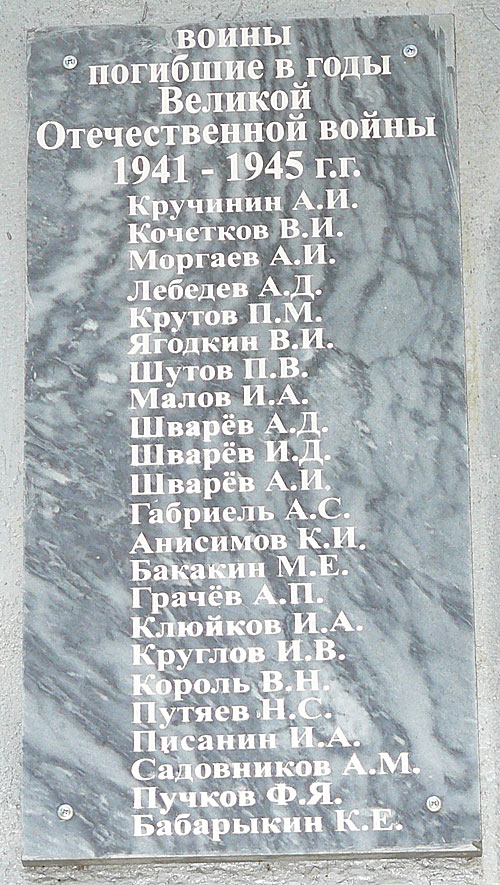 воины
погибшие в годы
Великой
Отечественной войны
1941 - 1945 г.г.
Кручинин А.И.
Кочетков В.И.
Моргаев А.И.
Лебедев А.Д.
Крутов П.М.
Ягодкин В.И.
Шутов П.В.
Малов И.А.
Шварёв А.Д.
Шварёв И.Д.
Шварёв А.И.
Габриель А.С.
Анисимов К.И.
Бакакин М.Е.
Грачёв А.П.
Клюйков И.А.
Круглов И.В.
Король В.Н.
Путяев Н.С.
Писанин И.А.
Садовников А.М.
Пучков Ф.Я.
Бабарыкин К.Е.